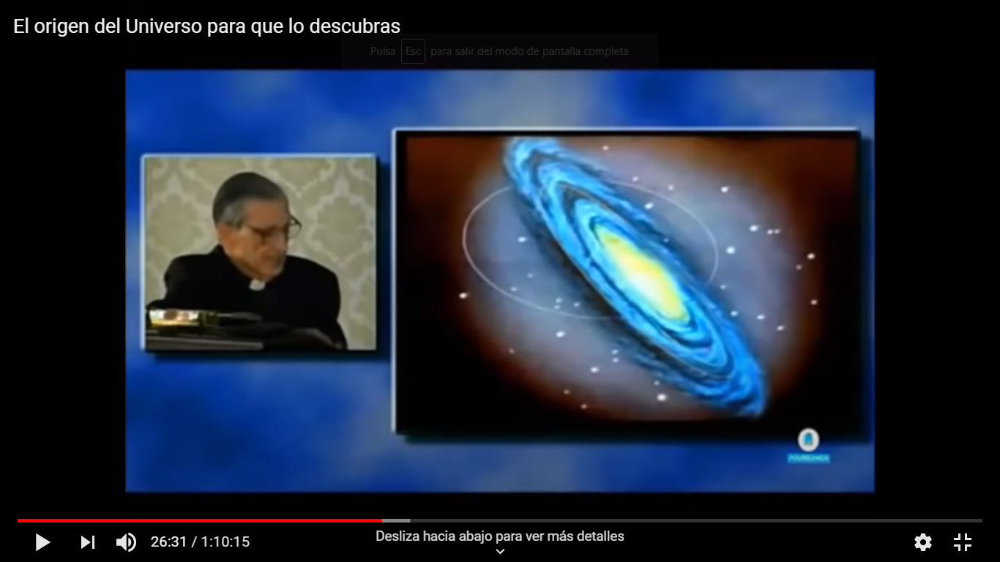 El origen del Universo para que lo descubras
Pulsa Esc para salir del modo de pantalla completa
26:31 / 1:10:15
Desliza hacia abajo para ver más detalles